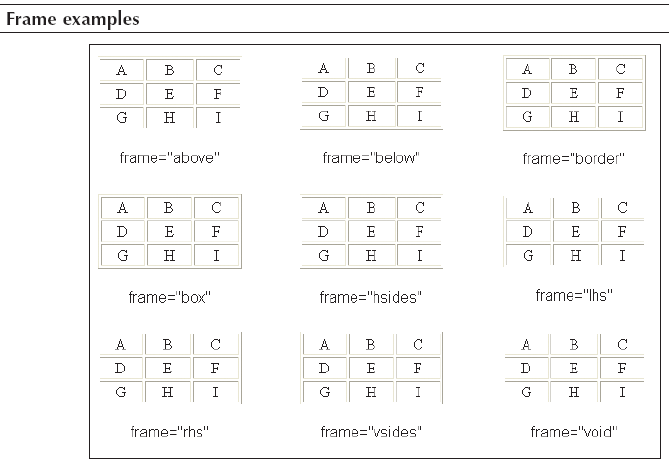 Frame examples
A B C A B C A B C
D E F D E F D E F
G H I G H I G H I
frame="above" frame="below" frame="border"
A B C A B C A B C
D E F D E F D E F
G H I G H I G H I
frame="box" frame="hsides" frame="lhs"
A B C A B C A B C
D E F D E F D E F
G H I G H I G H I
frame="rhs" frame="vsides" frame="void"